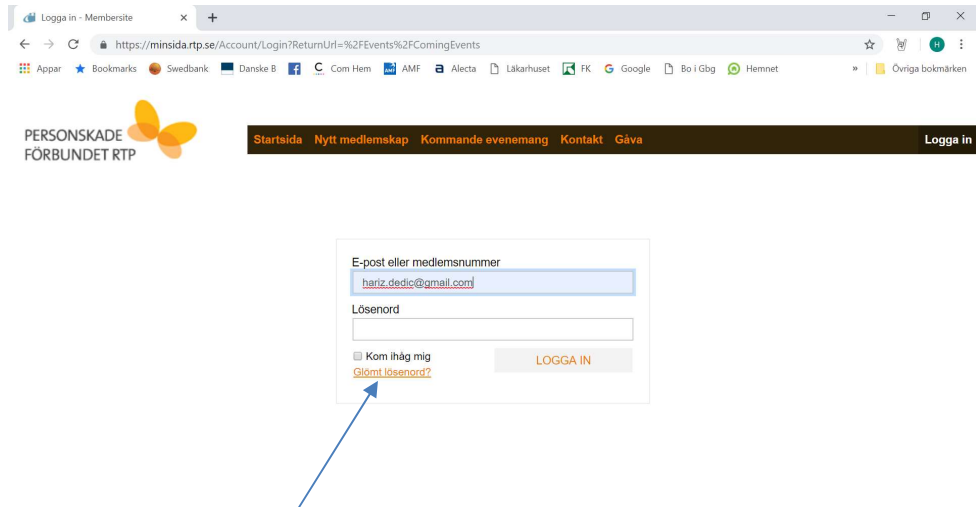 Logga in - Membersite
https://minsida.rtp.se/Account/Login?ReturnUrl=%2FEvents%2FComingEvents
H
Appar Bookmarks Swedbank Danske B Com Hem AMF Alecta Läkarhuset FK Google Bo i Gbg Hemnet » Övriga bokmärken
PERSONSKADE
FÖRBUNDET RTP
Startsida Nytt medlemskap Kommande evenemang Kontakt Gåva Logga in
E-post eller medlemsnummer
hariz.dedic@gmail.com
Lösenord
Kom ihåg mig
LOGGA IN
Glömt lösenord?